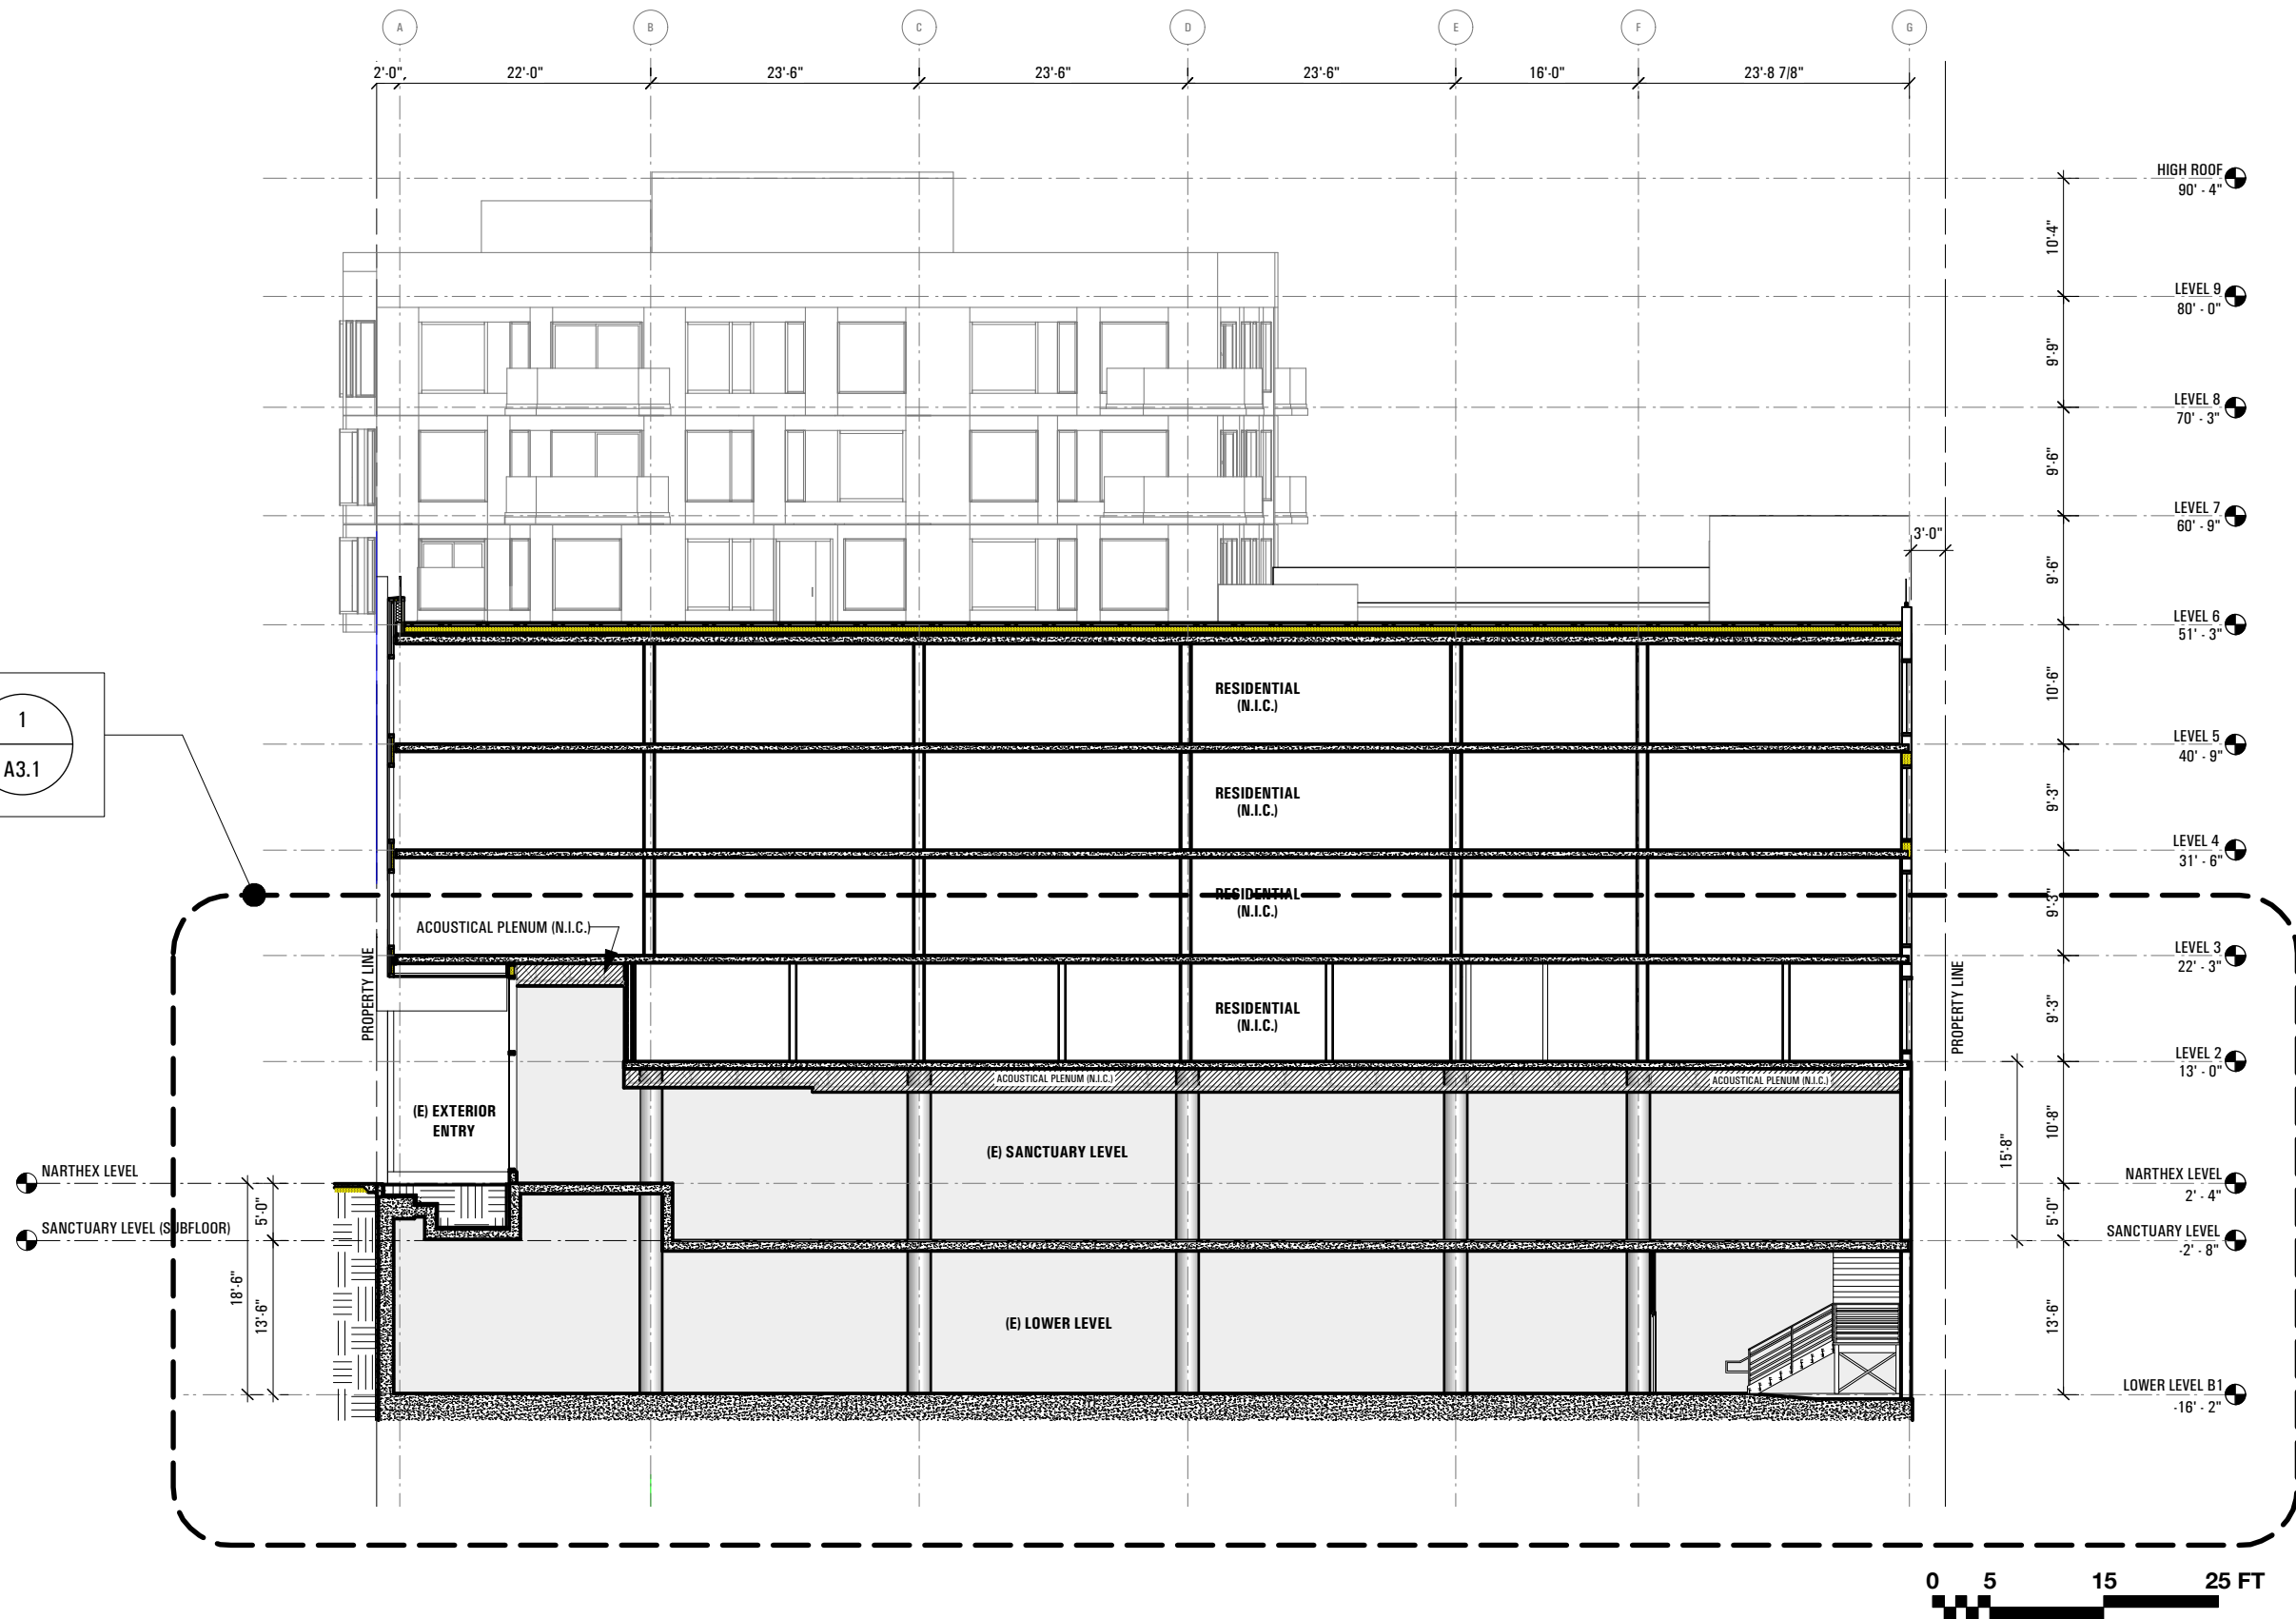 A B C D E F G
2'-0" 22'-0" 23'-6" 23'-6" 23'-6" 16'-0" 23'-8 7/8"
HIGH ROOF
90' - 4"
10'-4"
LEVEL 9
80' - 0"
9'-9"
LEVEL 8
70' - 3"
9'-6"
LEVEL 7
60' - 9"
3'-0"
9'-6"
LEVEL 6
51' - 3"
RESIDENTIAL
(N.I.C.)
10'-6"
1
A3.1
LEVEL 5
40' - 9"
RESIDENTIAL
(N.I.C.)
9'-3"
LEVEL 4
31' - 6"
RESIDENTIAL
(N.I.C.)
9'-3"
ACOUSTICAL PLENUM (N.I.C.)
LEVEL 3
22' - 3"
PROPERTY LINE
RESIDENTIAL
(N.I.C.)
PROPERTY LINE
9'-3"
LEVEL 2
13' - 0"
ACOUSTICAL PLENUM (N.I.C.)
ACOUSTICAL PLENUM (N.I.C.)
(E) EXTERIOR
ENTRY
(E) SANCTUARY LEVEL
15'-8"
10'-8"
NARTHEX LEVEL
NARTHEX LEVEL
2' - 4"
5'-0"
5'-0"
SANCTUARY LEVEL (SUBFLOOR)
SANCTUARY LEVEL
-2' - 8"
18'-6"
13'-6"
(E) LOWER LEVEL
13'-6"
LOWER LEVEL B1
-16' - 2"
0 5 15 25 FT